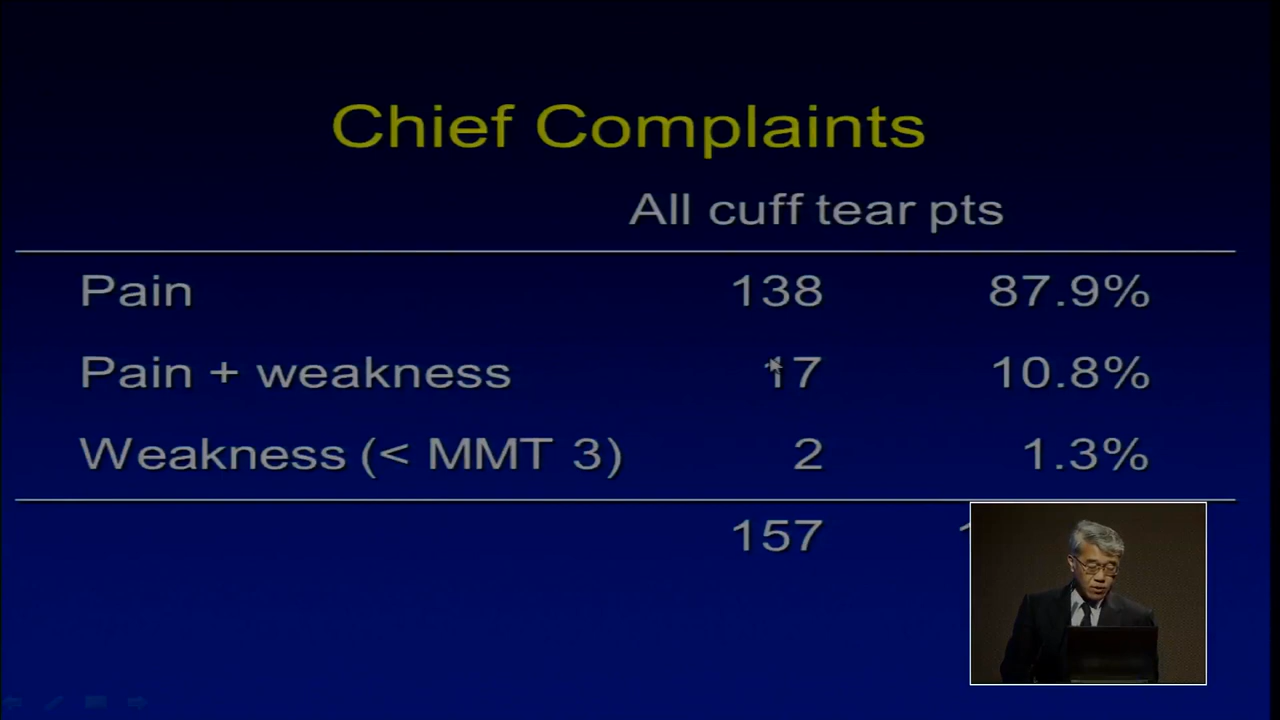 Chief Complaints
All cuff tear pts
Pain 138 87.9%
Pain + weakness 17 10.8%
Weakness (< MMT 3) 2 1.3%
157